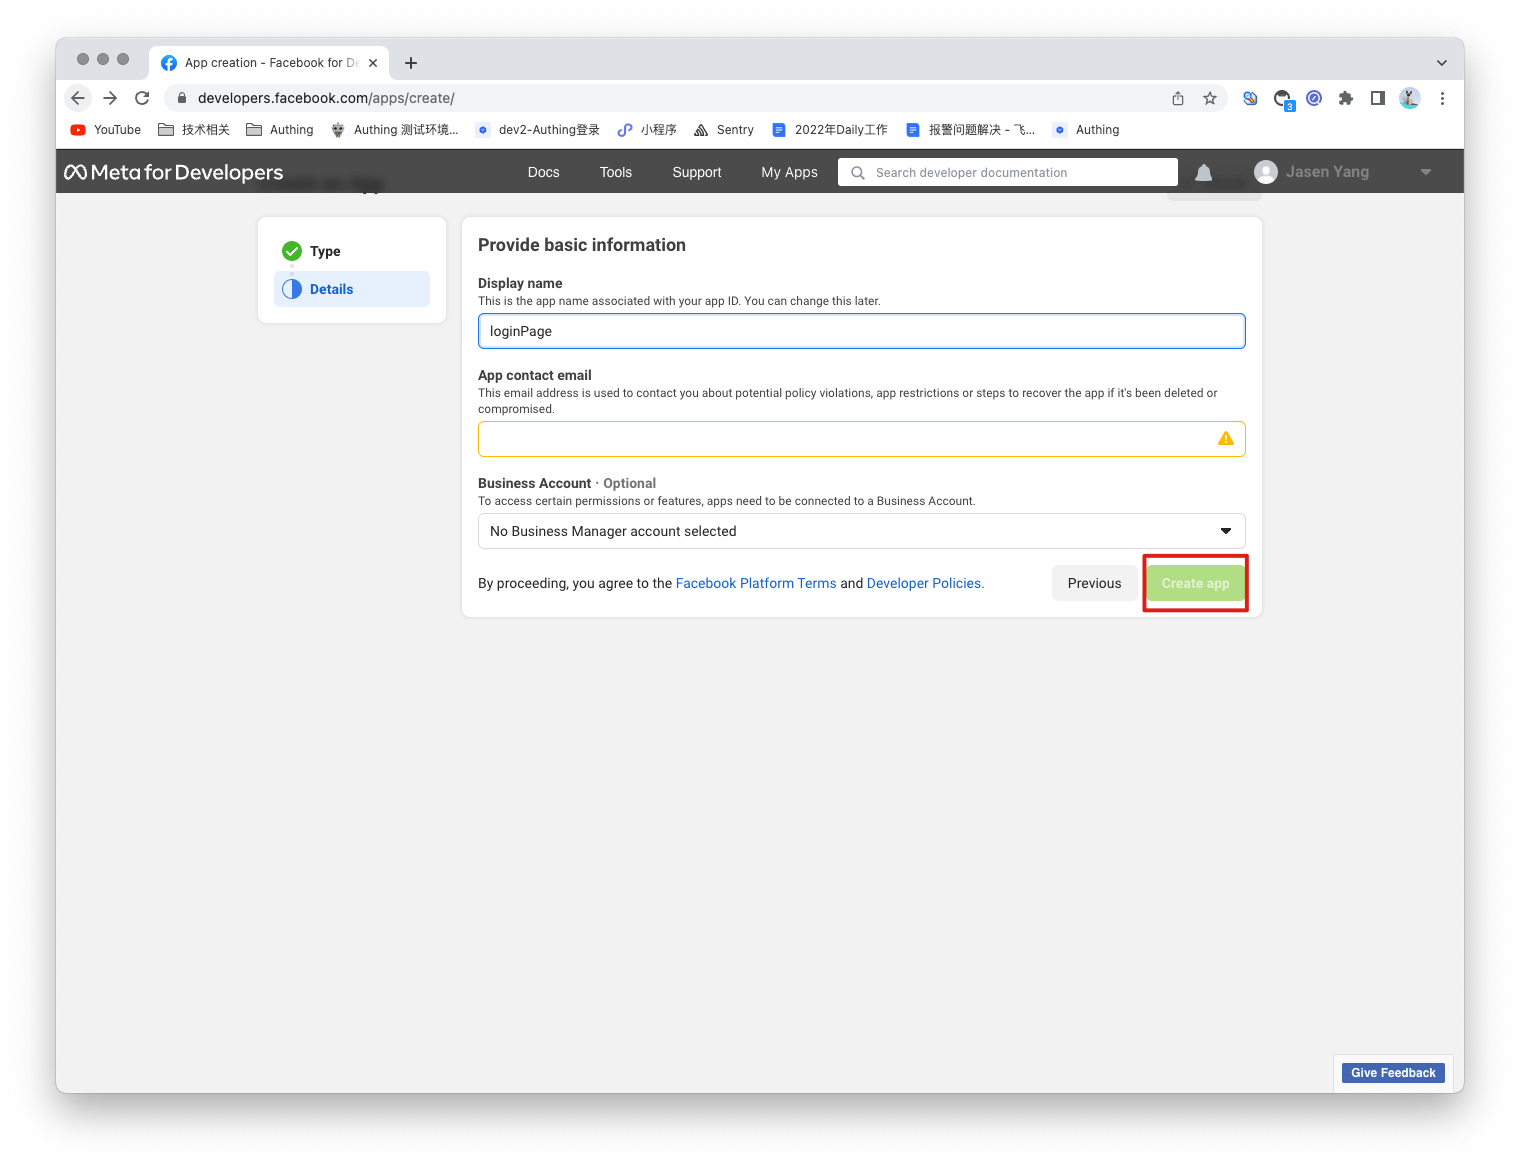 App creation - Facebook for De
developers.facebook.com/apps/create/
3
YouTube
技术相关
Authing
Authing 测试环境...
dev2-Authing登录
小程序
Sentry
2022年Daily工作
报警问题解决 - 飞...
Authing
Meta for Developers
Docs
Tools
Support
My Apps
Search developer documentation
Jasen Yang
Type
Details
Provide basic information
Display name
This is the app name associated with your app ID. You can change this later.
loginPage
App contact email
This email address is used to contact you about potential policy violations, app restrictions or steps to recover the app if it's been deleted or
compromised.
Business Account · Optional
To access certain permissions or features, apps need to be connected to a Business Account.
No Business Manager account selected
By proceeding, you agree to the Facebook Platform Terms and Developer Policies.
Previous
Create app
Give Feedback